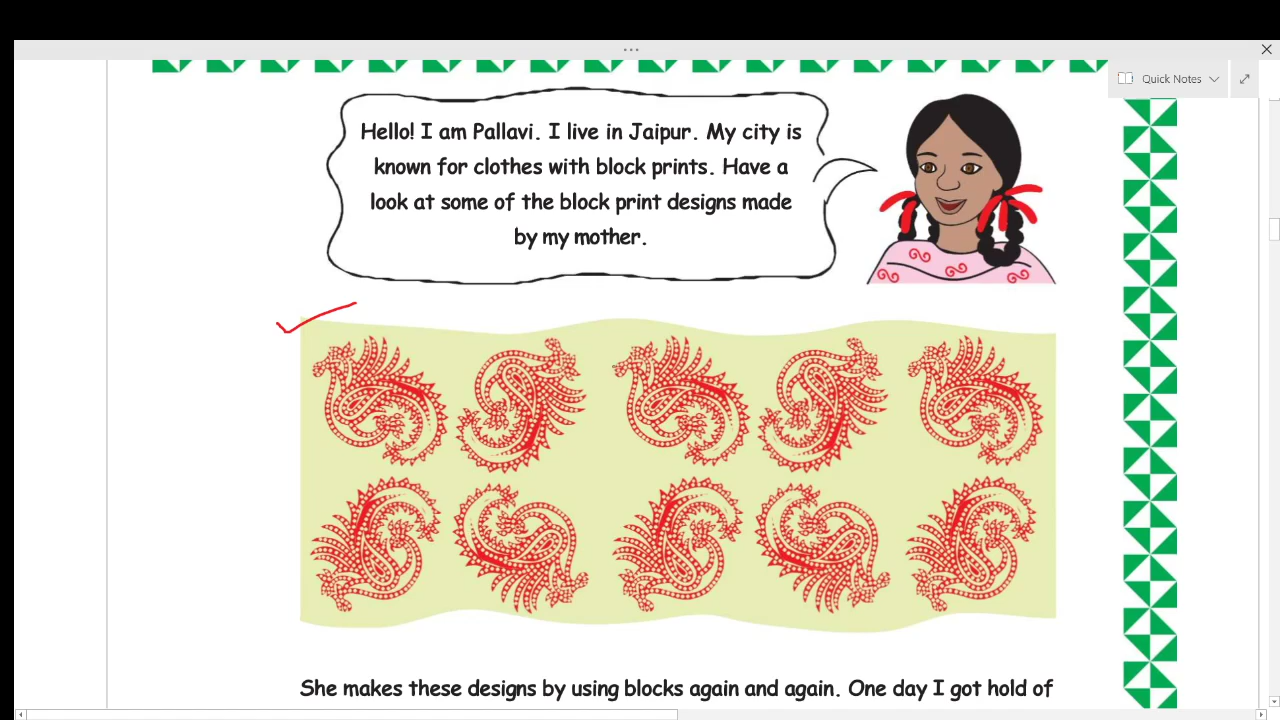 Quick Notes
Hello! I am Pallavi. I live in Jaipur. My city is
known for clothes with block prints. Have a
look at some of the block print designs made
by my mother.
She makes these designs by using blocks again and again. One day I got hold of